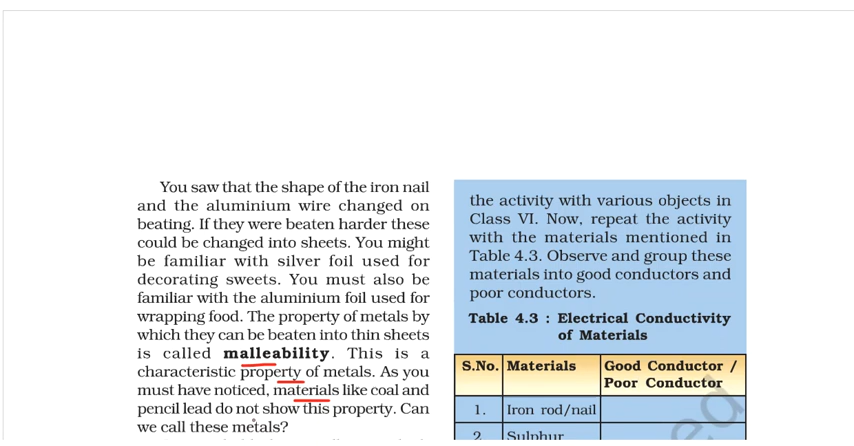 You saw that the shape of the iron nail
and the aluminium wire changed on
beating. If they were beaten harder these
could be changed into sheets. You might
be familiar with silver foil used for
decorating sweets. You must also be
familiar with the aluminium foil used for
wrapping food. The property of metals by
which they can be beaten into thin sheets
is called malleability. This is a
characteristic property of metals. As you
must have noticed, materials like coal and
pencil lead do not show this property. Can
we call these metals?
the activity with various objects in
Class VI. Now, repeat the activity
with the materials mentioned in
Table 4.3. Observe and group these
materials into good conductors and
poor conductors.
Table 4.3 : Electrical Conductivity
of Materials
S.No. Materials Good Conductor /
Poor Conductor
1. Iron rod/nail
2. Sulphur